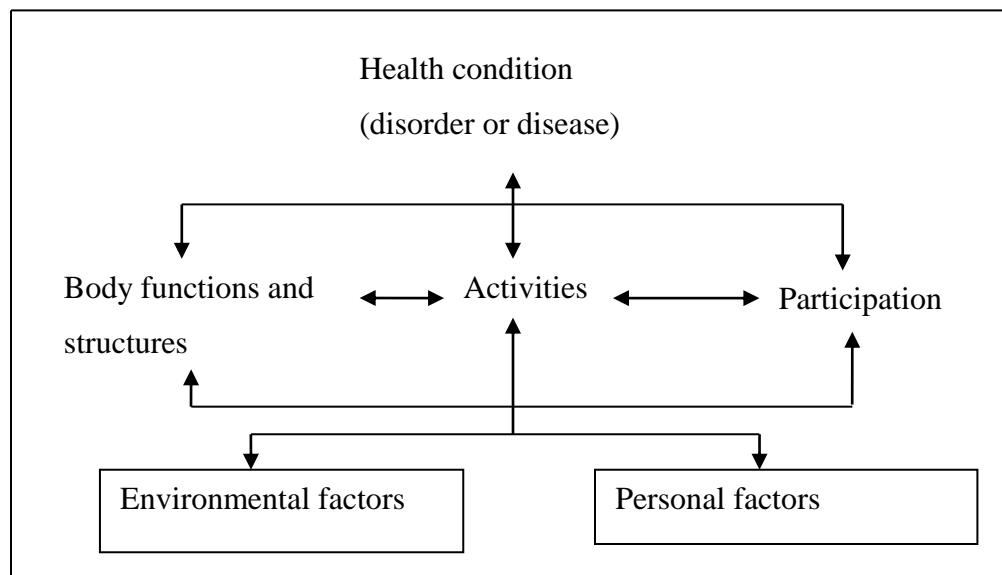 Health condition
(disorder or disease)
Body functions and
structures
Activities
Participation
Environmental factors
Personal factors